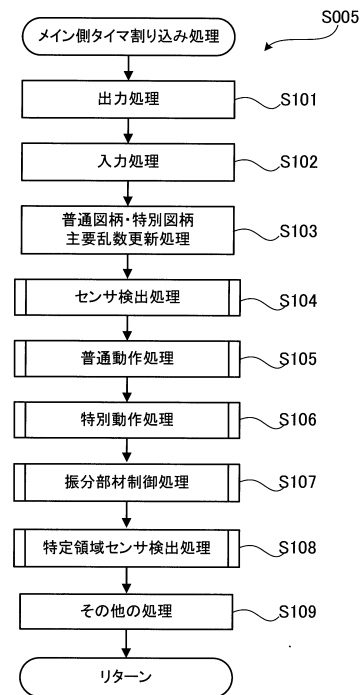 メイン側タイマ割り込み処理
S005
出力処理
S101
入力処理
S102
普通図柄・特別図柄
主要乱数更新処理
S103
センサ検出処理
S104
普通動作処理
S105
特別動作処理
S106
振分部材制御処理
S107
特定領域センサ検出処理
S108
その他の処理
S109
リターン